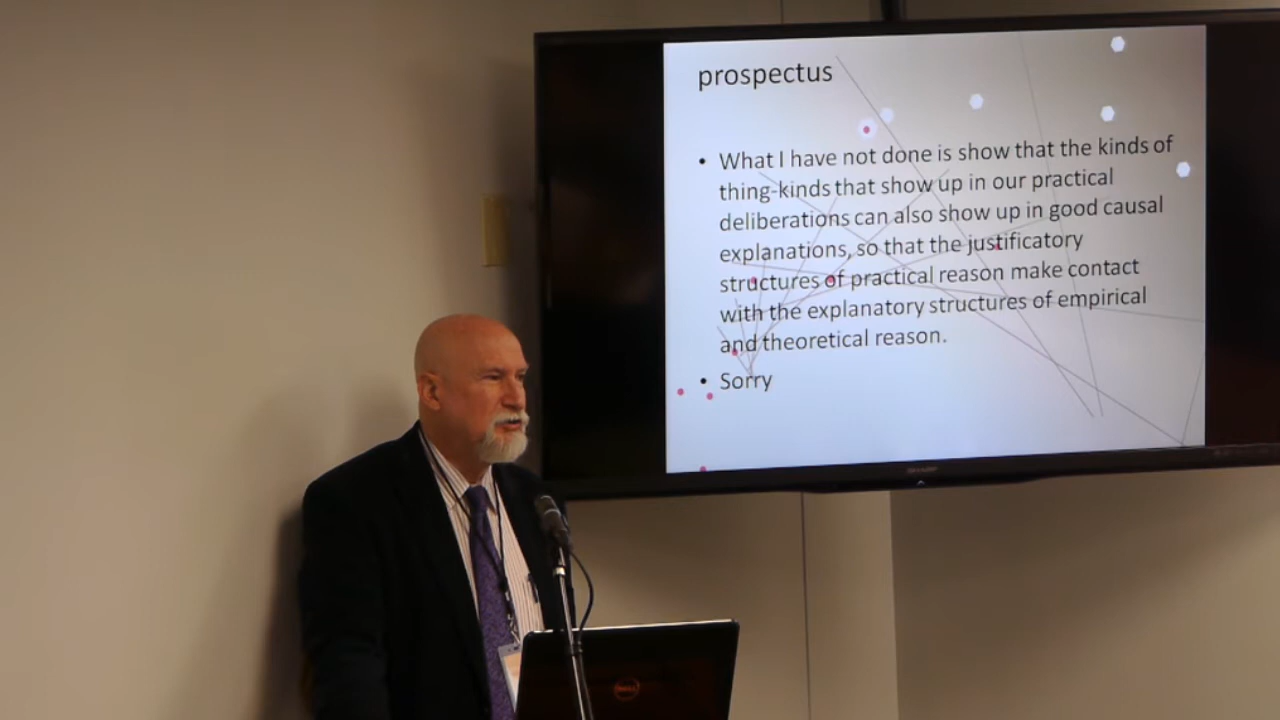 prospectus
• What I have not done is show that the kinds of
thing-kinds that show up in our practical
deliberations can also show up in good causal
explanations, so that the justificatory
structures of practical reason make contact
with the explanatory structures of empirical
and theoretical reason.
• Sorry
SHARP
DELL